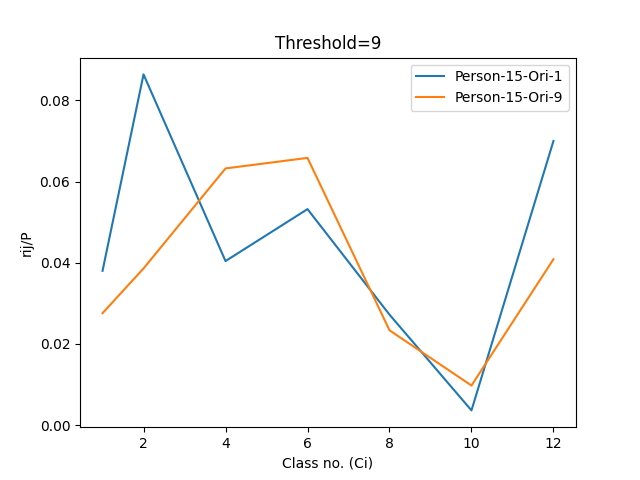 Threshold=9
Person-15-Ori-1
Person-15-Ori-9
rij/P
0.08
0.06
0.04
0.02
0.00
2 4 6 8 10 12
Class no. (Ci)